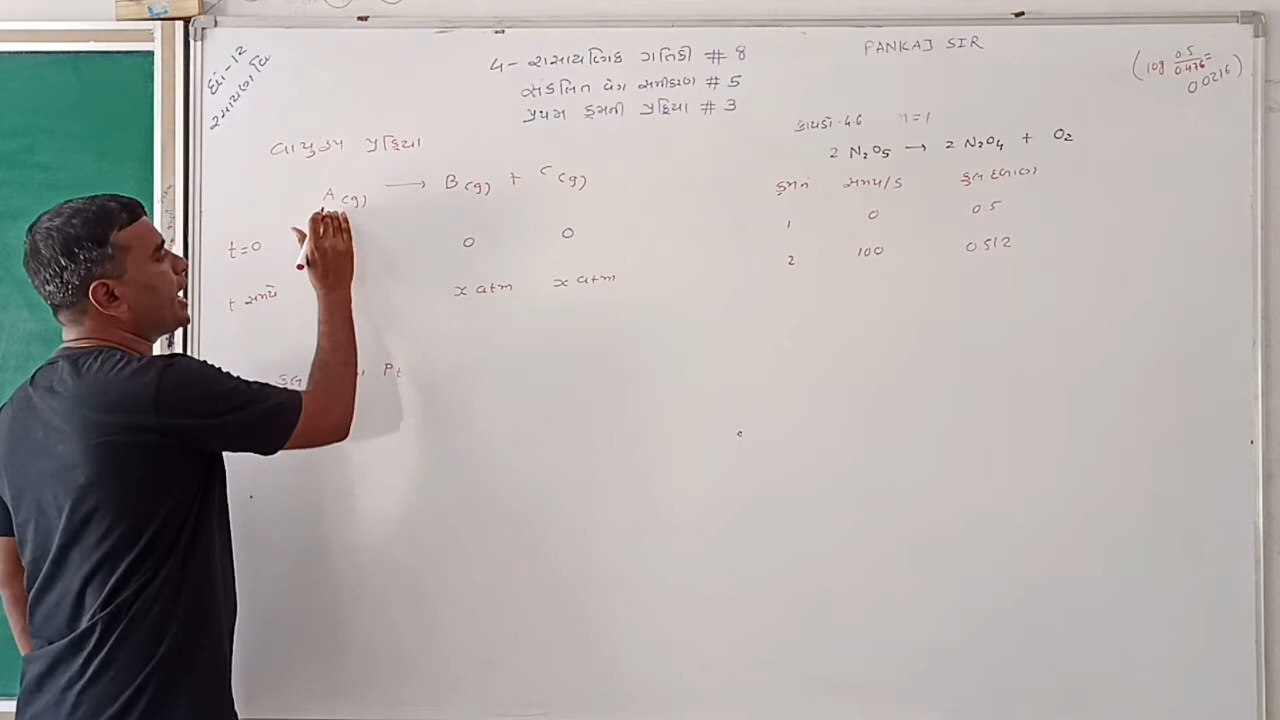 ધો-12
રસાયણ વિ
4- રાસાયણિક ગતિકી # 8
સંકલિત વેગ સમીકરણ # 5
પ્રથમ ક્રમની પ્રક્રિયા # 3
PANKAJ SIR
(log 0.5/0.476 = 0.0216)
વાયુરૂપ પ્રક્રિયા
A(g) → B(g) + C(g)
t=0 0 0
t સમયે x atm x atm
કુલ Pt
દાખલો 4.6 n=1
2 N₂O₅ → 2 N₂O₄ + O₂
ક્રમનં સમય/S કુલ દબાણ
1 0 0.5
2 100 0.512